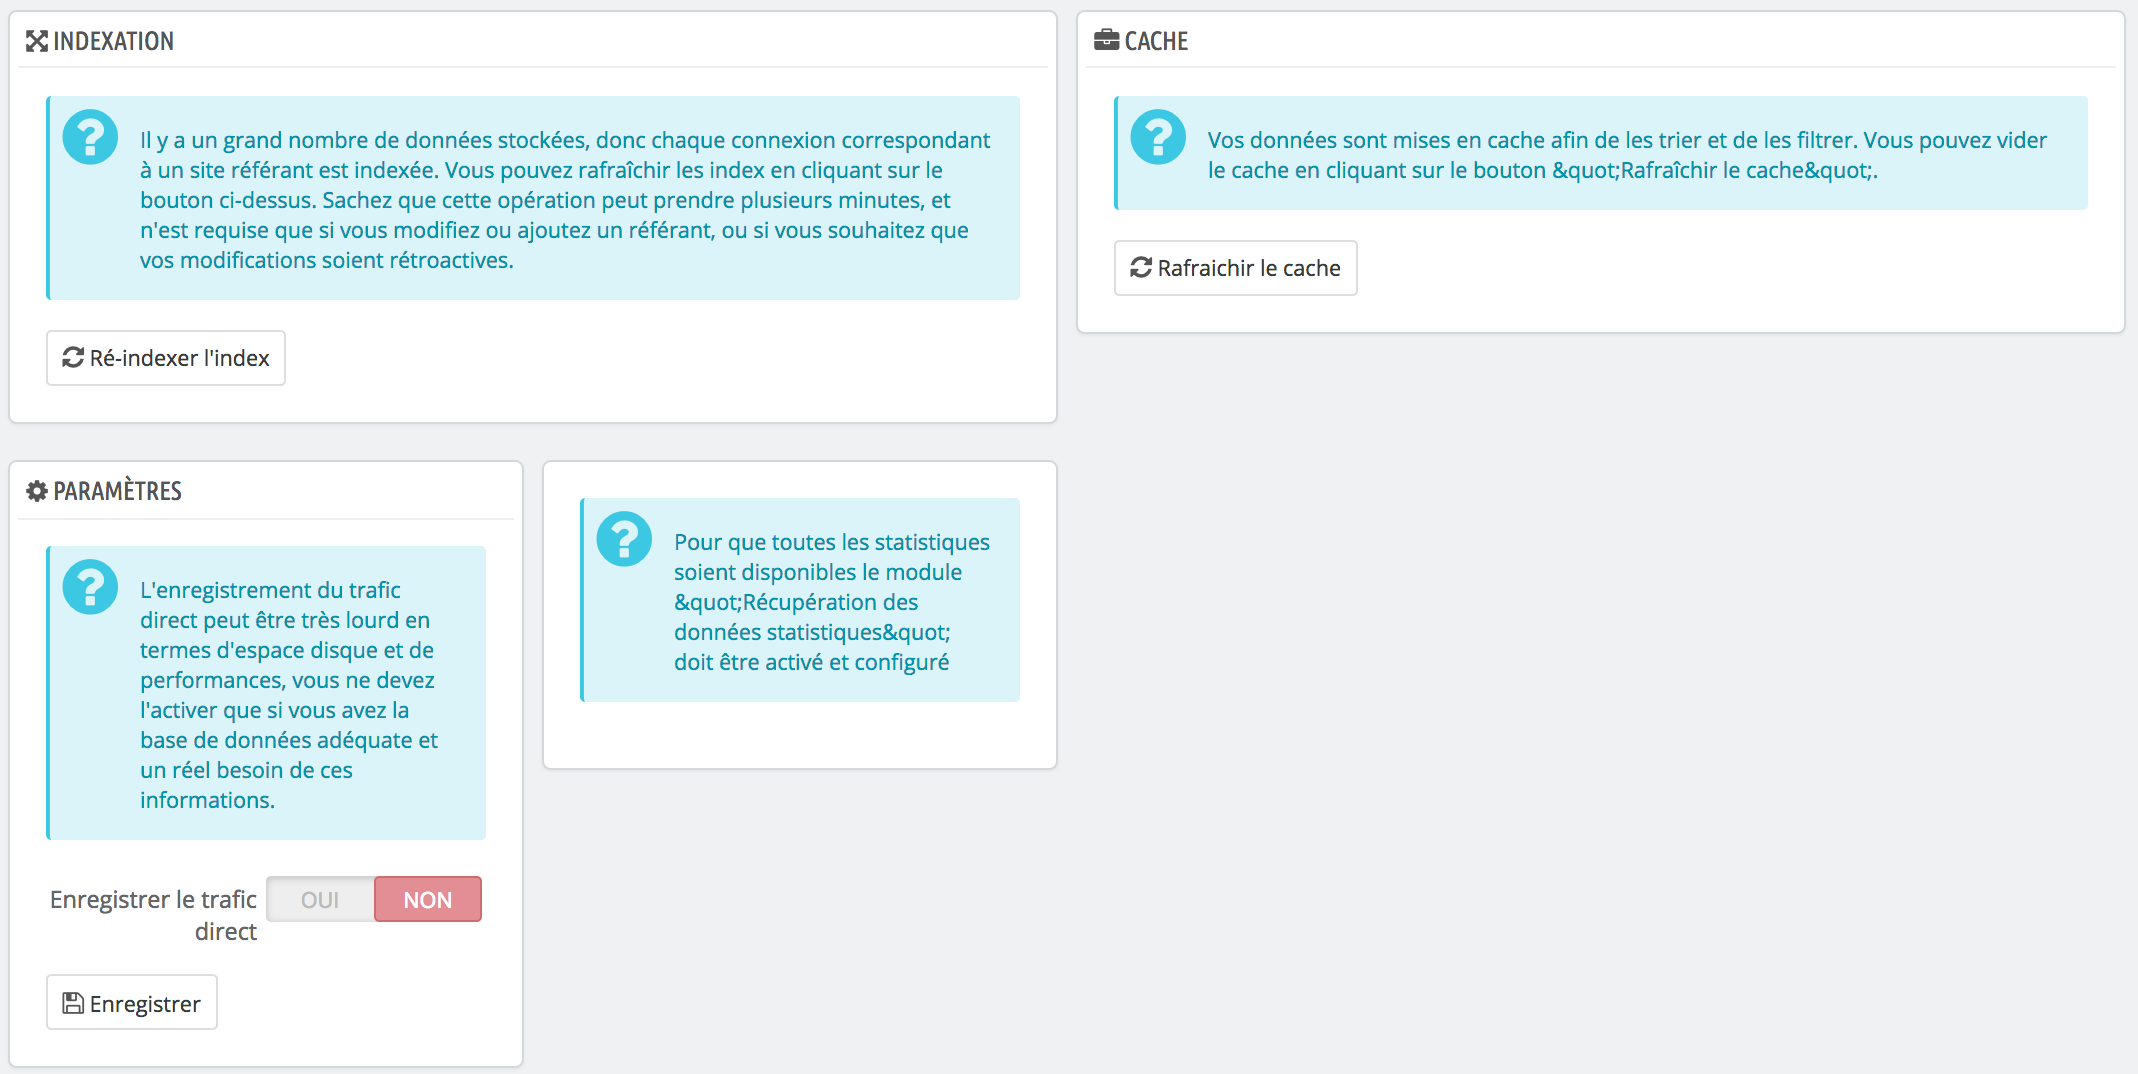 INDEXATION
Il y a un grand nombre de données stockées, donc chaque connexion correspondant
à un site référant est indexée. Vous pouvez rafraîchir les index en cliquant sur le
bouton ci-dessus. Sachez que cette opération peut prendre plusieurs minutes, et
n'est requise que si vous modifiez ou ajoutez un référant, ou si vous souhaitez que
vos modifications soient rétroactives.
Ré-indexer l'index
CACHE
Vos données sont mises en cache afin de les trier et de les filtrer. Vous pouvez vider
le cache en cliquant sur le bouton &quot;Rafraîchir le cache&quot;.
Rafraichir le cache
PARAMÈTRES
L'enregistrement du trafic
direct peut être très lourd en
termes d'espace disque et de
performances, vous ne devez
l'activer que si vous avez la
base de données adéquate et
un réel besoin de ces
informations.
Enregistrer le trafic
direct
OUI
NON
Enregistrer
Pour que toutes les statistiques
soient disponibles le module
&quot;Récupération des
données statistiques&quot;
doit être activé et configuré